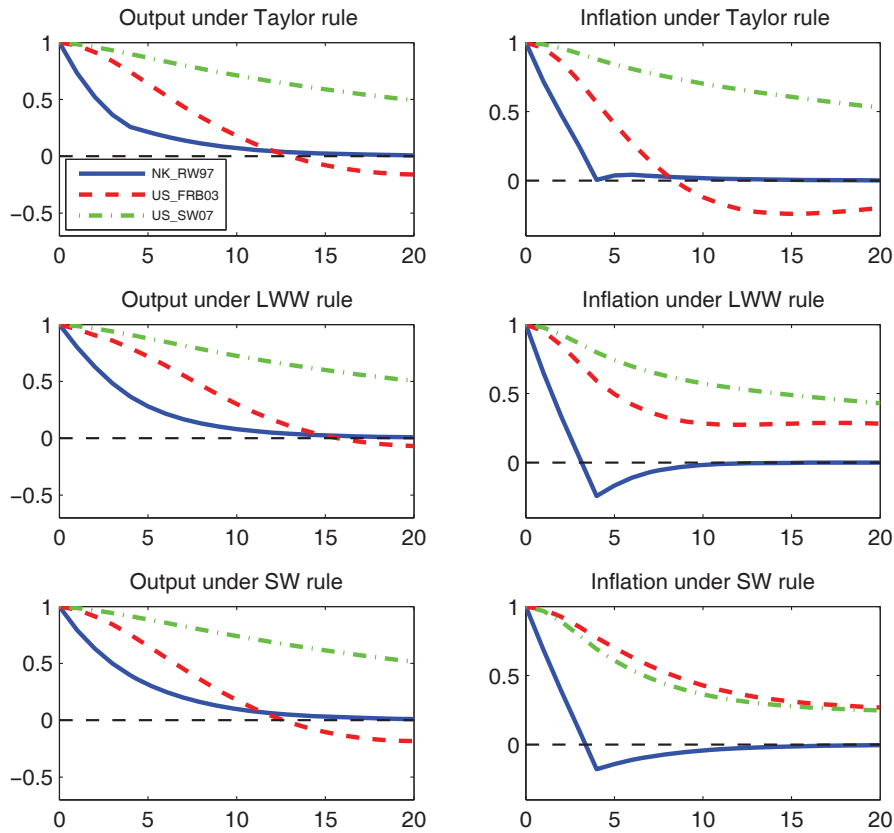 Output under Taylor rule
1
0.5
0
−0.5
NK_RW97
US_FRB03
US_SW07
0 5 10 15 20
Inflation under Taylor rule
1
0.5
0
0 5 10 15 20
Output under LWW rule
1
0.5
0
−0.5
0 5 10 15 20
Inflation under LWW rule
1
0.5
0
0 5 10 15 20
Output under SW rule
1
0.5
0
−0.5
0 5 10 15 20
Inflation under SW rule
1
0.5
0
0 5 10 15 20